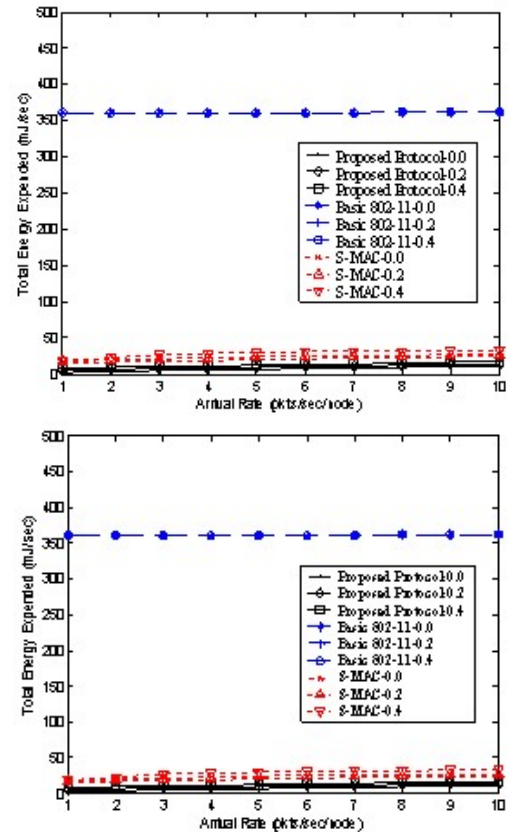 500
450
400
350
300
250
200
150
100
50
0
Total Energy Expended (mJ/sec)
Proposed Protocol-0.0
Proposed Protocol-0.2
Proposed Protocol-0.4
Basic 802-11-0.0
Basic 802-11-0.2
Basic 802-11-0.4
S-MAC-0.0
S-MAC-0.2
S-MAC-0.4
1 2 3 4 5 6 7 8 9 10
Arrival Rate (pkts/sec/node)
500
450
400
350
300
250
200
150
100
50
0
Total Energy Expended (mJ/sec)
Proposed Protocol-0.0
Proposed Protocol-0.2
Proposed Protocol-0.4
Basic 802-11-0.0
Basic 802-11-0.2
Basic 802-11-0.4
S-MAC-0.0
S-MAC-0.2
S-MAC-0.4
1 2 3 4 5 6 7 8 9 10
Arrival Rate (pkts/sec/node)